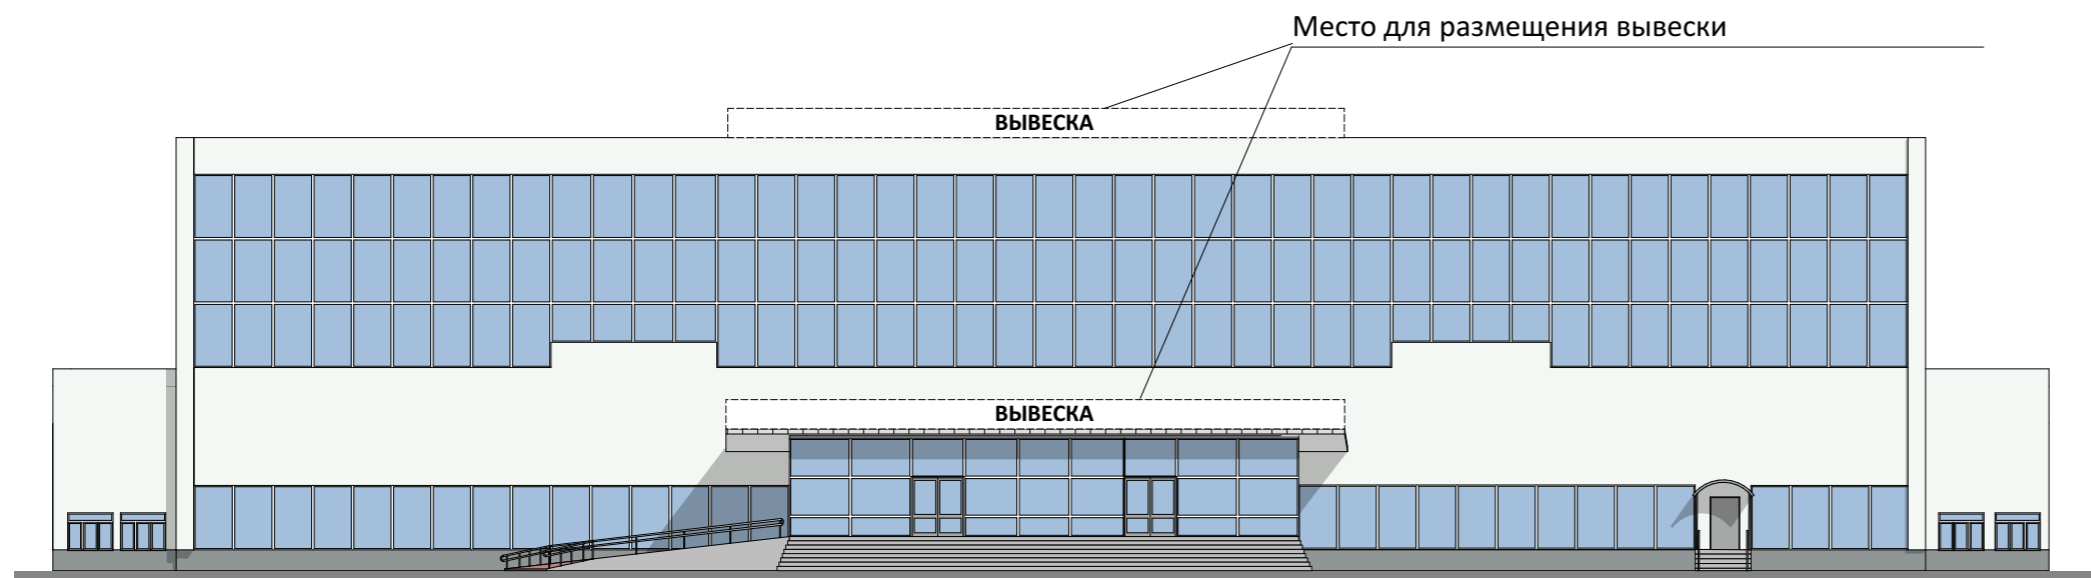 Место для размещения вывески
ВЫВЕСКА
ВЫВЕСКА